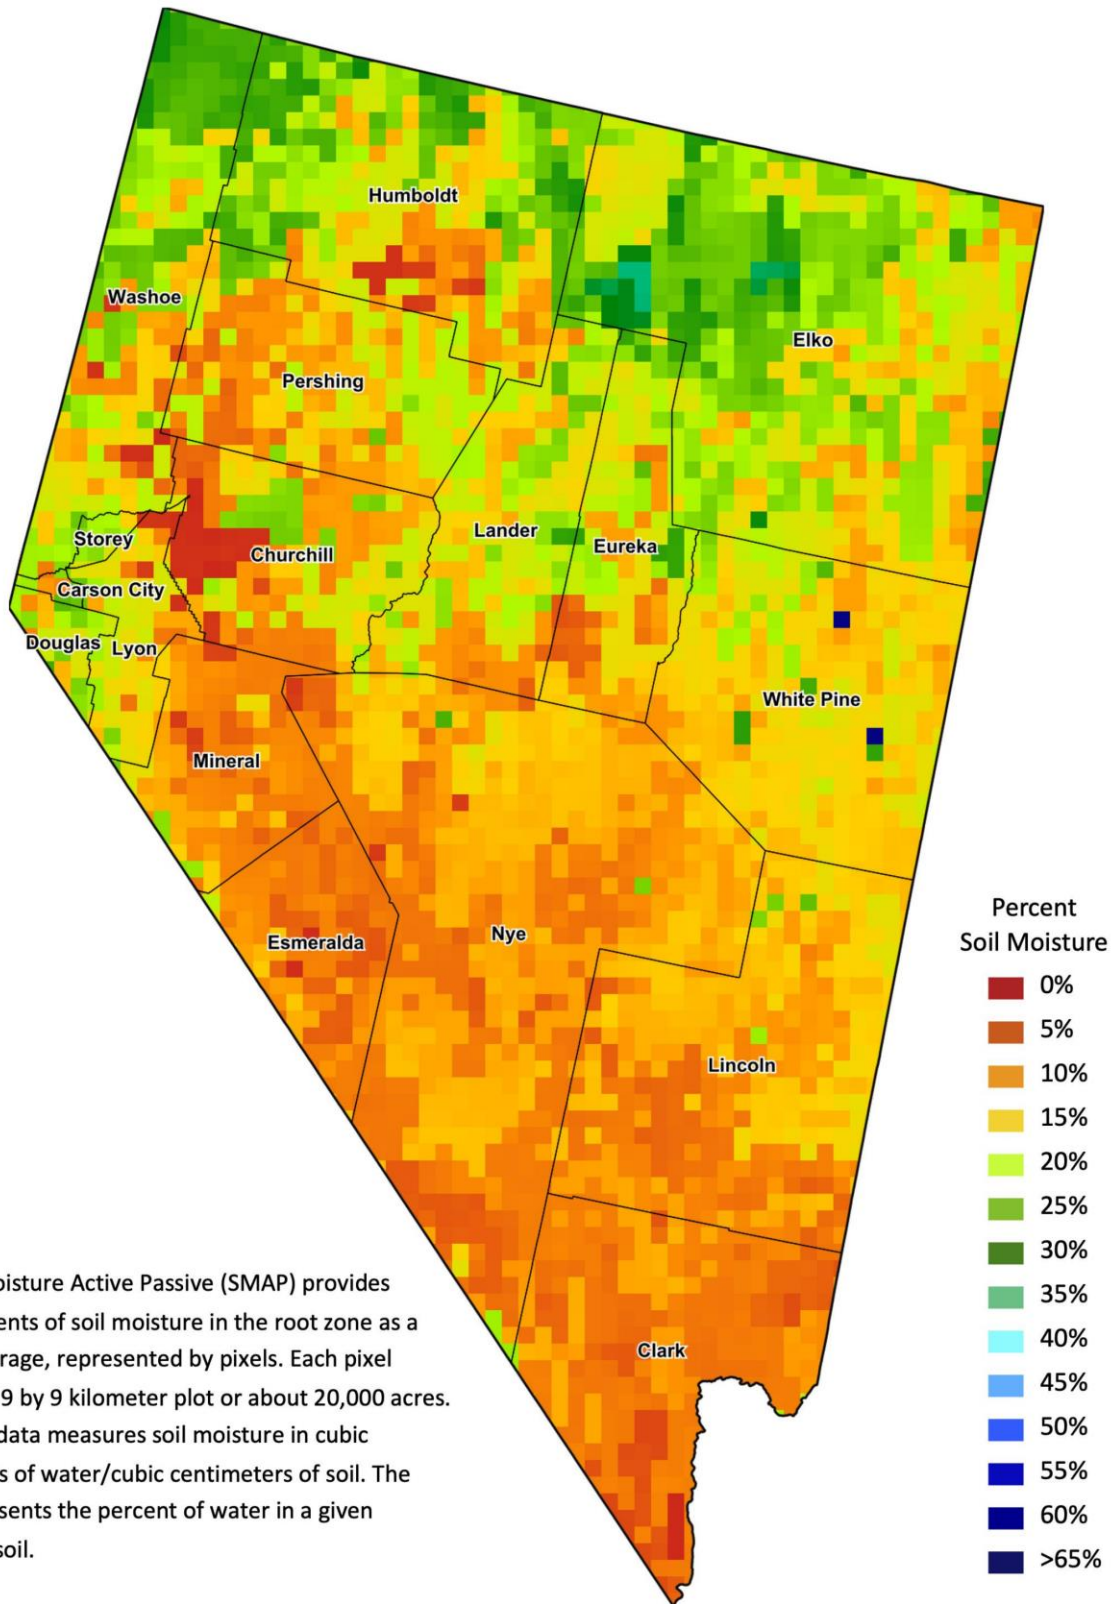 Humboldt
Washoe
Elko
Pershing
Lander
Storey
Eureka
Churchill
Carson City
Douglas
Lyon
White Pine
Mineral
Nye
Esmeralda
Lincoln
Clark
Percent
Soil Moisture
0%
5%
10%
15%
20%
25%
30%
35%
40%
45%
50%
55%
60%
>65%
oisture Active Passive (SMAP) provides
ents of soil moisture in the root zone as a
rage, represented by pixels. Each pixel
9 by 9 kilometer plot or about 20,000 acres.
data measures soil moisture in cubic
s of water/cubic centimeters of soil. The
sents the percent of water in a given
soil.